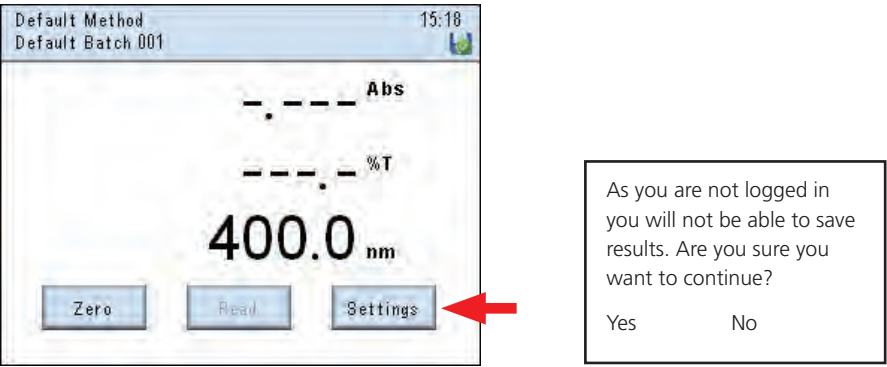 Default Method 15:18
Default Batch 001
-.--- Abs
---.- %T
400.0 nm
Zero Read Settings
As you are not logged in
you will not be able to save
results. Are you sure you
want to continue?
Yes No